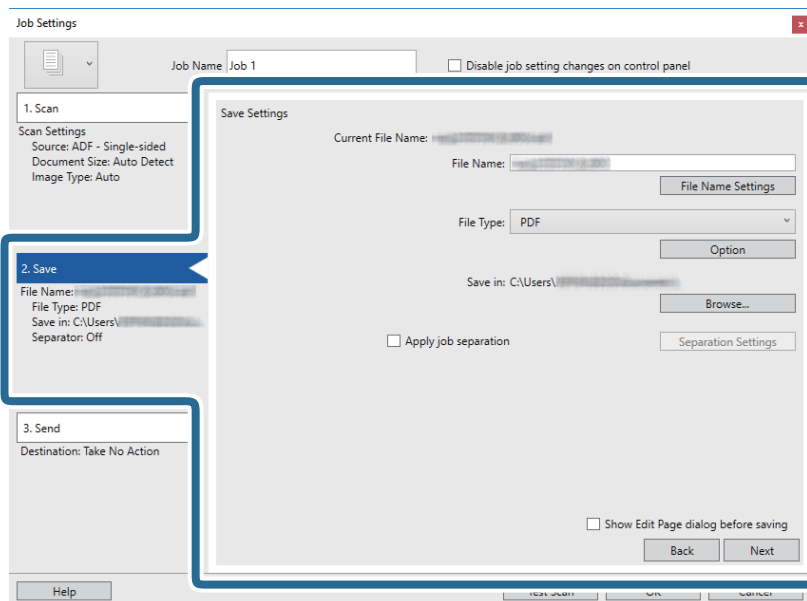 Job Settings
x
Job Name Job 1
Disable job setting changes on control panel
1. Scan
Scan Settings
Source: ADF - Single-sided
Document Size: Auto Detect
Image Type: Auto
2. Save
File Name:
File Type: PDF
Save in: C:\Users\
Separator: Off
3. Send
Destination: Take No Action
Save Settings
Current File Name:
File Name:
File Name Settings
File Type: PDF
Option
Save in: C:\Users\
Browse...
Apply job separation
Separation Settings
Show Edit Page dialog before saving
Back Next
Help
Test Scan OK Cancel